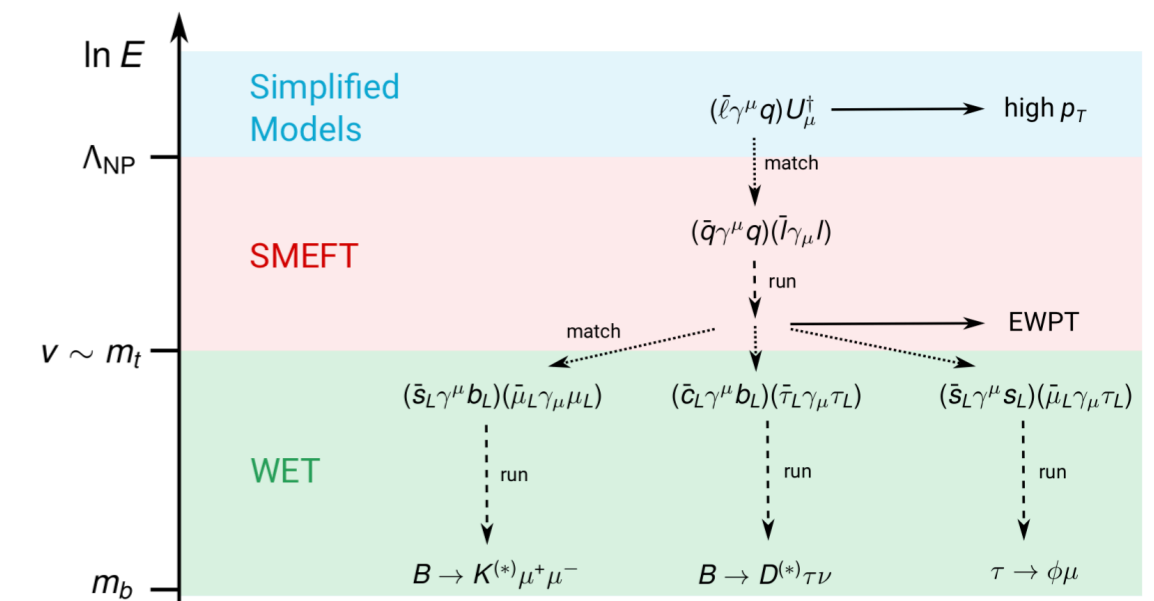 ln E
Simplified
Models
(ℓ̄γ^μ q)U_μ^†
high p_T
Λ_NP
match
(q̄γ^μ q)(l̄γ_μ l)
SMEFT
run
match
EWPT
v ∼ m_t
(s̄_Lγ^μ b_L)(μ̄_Lγ_μ μ_L)
(c̄_Lγ^μ b_L)(τ̄_Lγ_μ τ_L)
(s̄_Lγ^μ s_L)(μ̄_Lγ_μ τ_L)
WET
run
run
run
B → K^(*) μ^+ μ^−
B → D^(*) τν
τ → ϕμ
m_b